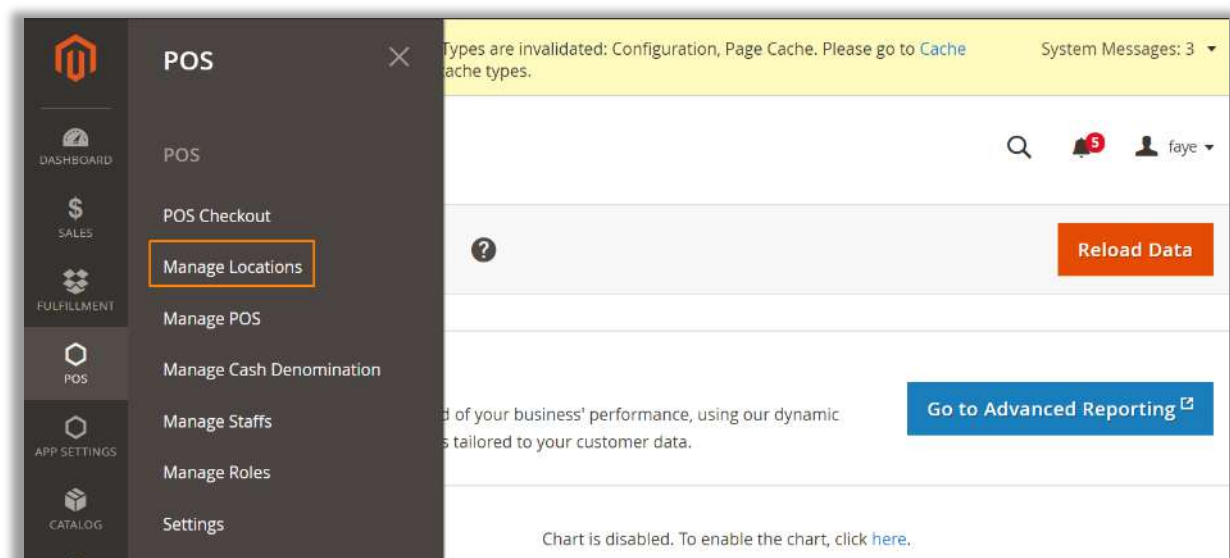 Types are invalidated: Configuration, Page Cache. Please go to Cache
System Messages: 3
POS
ache types.
DASHBOARD
POS
5
faye
SALES
POS Checkout
Manage Locations
?
Reload Data
FULFILLMENT
Manage POS
POS
Manage Cash Denomination
d of your business' performance, using our dynamic
Go to Advanced Reporting
APP SETTINGS
Manage Staffs
s tailored to your customer data.
Manage Roles
CATALOG
Settings
Chart is disabled. To enable the chart, click here.